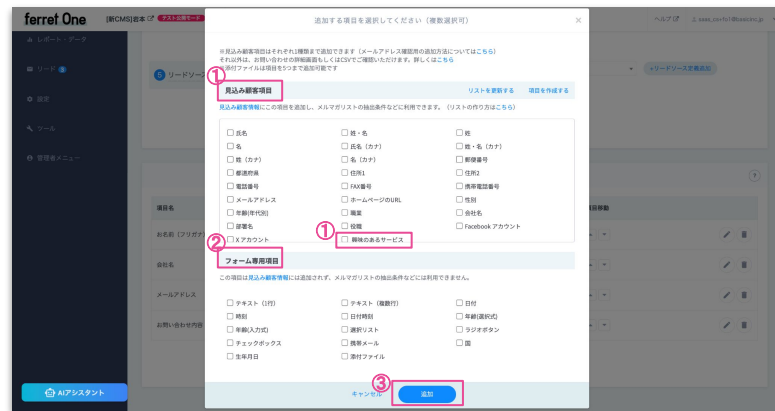 ferret One
[新CMS]岩本
テスト公開モード
ヘルプ
レポート・データ
リード
設定
ツール
管理者メニュー
AIアシスタント
5 リードソース
+リードソース定義追加
項目名
項目移動
お名前（フリガナ）
会社名
メールアドレス
お問い合わせ内容
追加する項目を選択してください（複数選択可）
×
※見込み顧客項目はそれぞれ1種類まで追加できます（メールアドレス確認用の追加方法についてはこちら）
それ以外は、お問い合わせの詳細画面もしくはCSVでご確認いただけます。詳しくはこちら
※添付ファイルは項目を5つまで追加可能です
①
見込み顧客項目
リストを更新する 項目を作成する
見込み顧客情報にこの項目を追加し、メルマガリストの抽出条件などに利用できます。（リストの作り方はこちら）
氏名 姓・名 姓
名 氏名（カナ） 姓・名（カナ）
姓（カナ） 名（カナ） 郵便番号
都道府県 住所1 住所2
電話番号 FAX番号 携帯電話番号
メールアドレス ホームページのURL 性別
年齢(年代別) 職業 会社名
部署名 役職 Facebook アカウント
X アカウント ① 興味のあるサービス
②
フォーム専用項目
この項目は見込み顧客情報には追加されず、メルマガリストの抽出条件などには利用できません。
テキスト（1行） テキスト（複数行） 日付
時刻 日付時刻 年齢(選択式)
年齢(入力式) 選択リスト ラジオボタン
チェックボックス 携帯メール 国
生年月日 添付ファイル
キャンセル ③ 追加